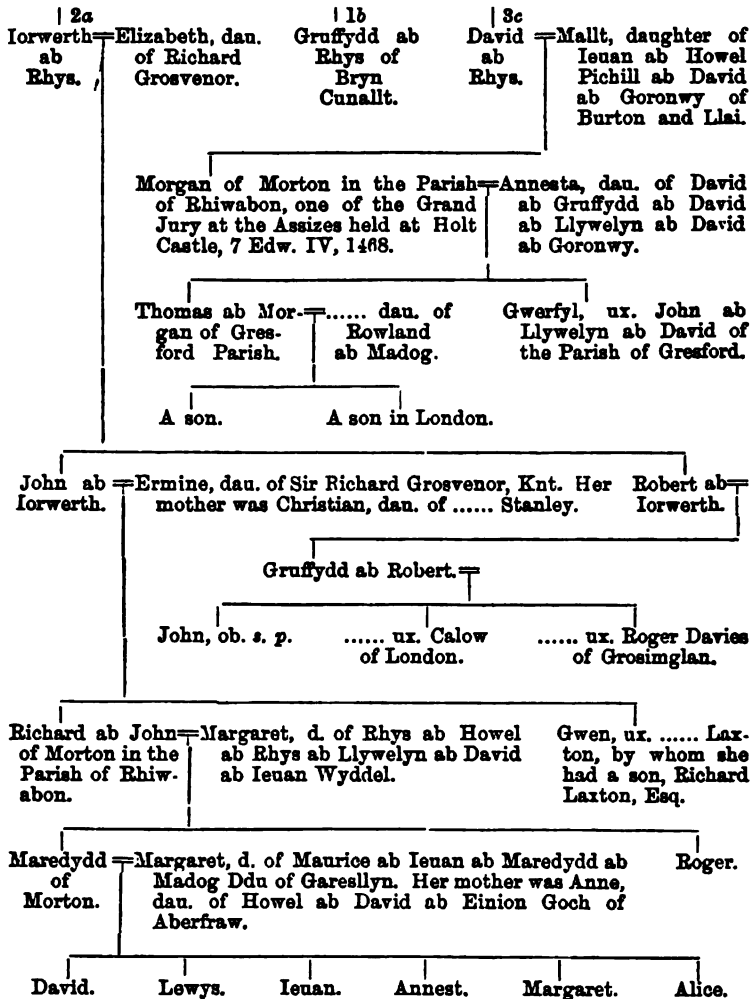 2a
Iorwerth
ab
Rhys.
Elizabeth, dau.
of Richard
Grosvenor.
1b
Gruffydd ab
Rhys of
Bryn
Cunallt.
3c
David
ab
Rhys.
Mallt, daughter of
Ieuan ab Howel
Pichill ab David
ab Goronwy of
Burton and Llai.
Morgan of Morton in the Parish
of Rhiwabon, one of the Grand
Jury at the Assizes held at Holt
Castle, 7 Edw. IV, 1468.
Annesta, dau. of David
ab Gruffydd ab David
ab Llywelyn ab David
ab Goronwy.
Thomas ab Mor-
gan of Gres-
ford Parish.
...... dau. of
Rowland
ab Madog.
Gwerfyl, ux. John ab
Llywelyn ab David of
the Parish of Gresford.
A son.
A son in London.
John ab
Iorwerth.
Ermine, dau. of Sir Richard Grosvenor, Knt. Her
mother was Christian, dau. of ...... Stanley.
Robert ab
Iorwerth.
Gruffydd ab Robert.
John, ob. s. p.
...... ux. Calow
of London.
...... ux. Roger Davies
of Grosimglan.
Richard ab John
of Morton in the
Parish of Rhiw-
abon.
Margaret, d. of Rhys ab Howel
ab Rhys ab Llywelyn ab David
ab Ieuan Wyddel.
Gwen, ux. ...... Lax-
ton, by whom she
had a son, Richard
Laxton, Esq.
Maredydd
of
Morton.
Margaret, d. of Maurice ab Ieuan ab Maredydd ab
Madog Ddu of Garesllyn. Her mother was Anne,
dau. of Howel ab David ab Einion Goch of
Aberfraw.
Roger.
David.
Lewys.
Ieuan.
Annest.
Margaret.
Alice.